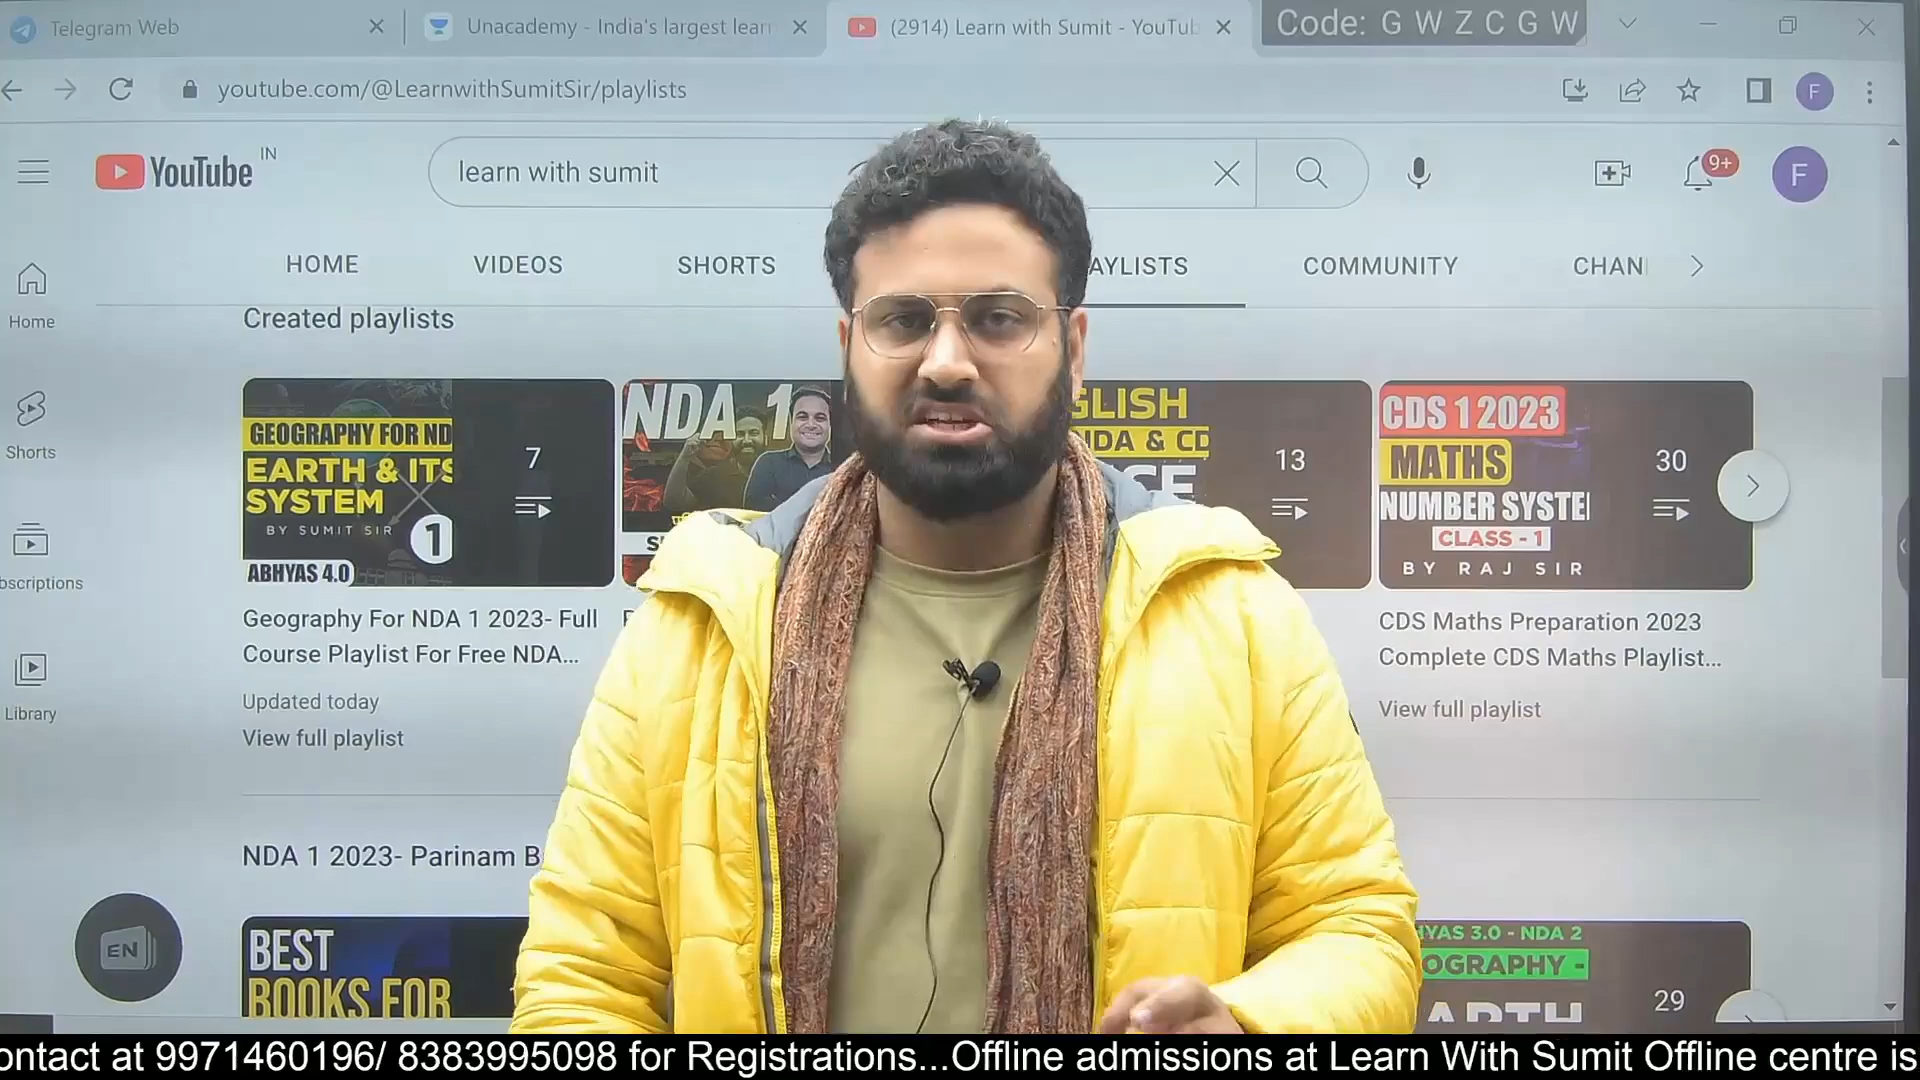 Telegram Web
Unacademy - India's largest learn
(2914) Learn with Sumit - YouTub
Code: G W Z C G W
youtube.com/@LearnwithSumitSir/playlists
F
YouTube
IN
learn with sumit
9+
F
HOME
VIDEOS
SHORTS
AYLISTS
COMMUNITY
CHAN
Home
Shorts
bscriptions
Library
Created playlists
GEOGRAPHY FOR ND
EARTH & ITS
SYSTEM
BY SUMIT SIR
1
ABHYAS 4.0
7
NDA 1
GLISH
IDA & CD
13
CDS 1 2023
MATHS
NUMBER SYSTE
CLASS - 1
BY RAJ SIR
30
Geography For NDA 1 2023- Full
Course Playlist For Free NDA...
Updated today
View full playlist
CDS Maths Preparation 2023
Complete CDS Maths Playlist...
View full playlist
NDA 1 2023- Parinam B
EN
BEST
BOOKS FOR
HYAS 3.0 - NDA 2
OGRAPHY -
ARTH
29
ontact at 9971460196/ 8383995098 for Registrations...Offline admissions at Learn With Sumit Offline centre is